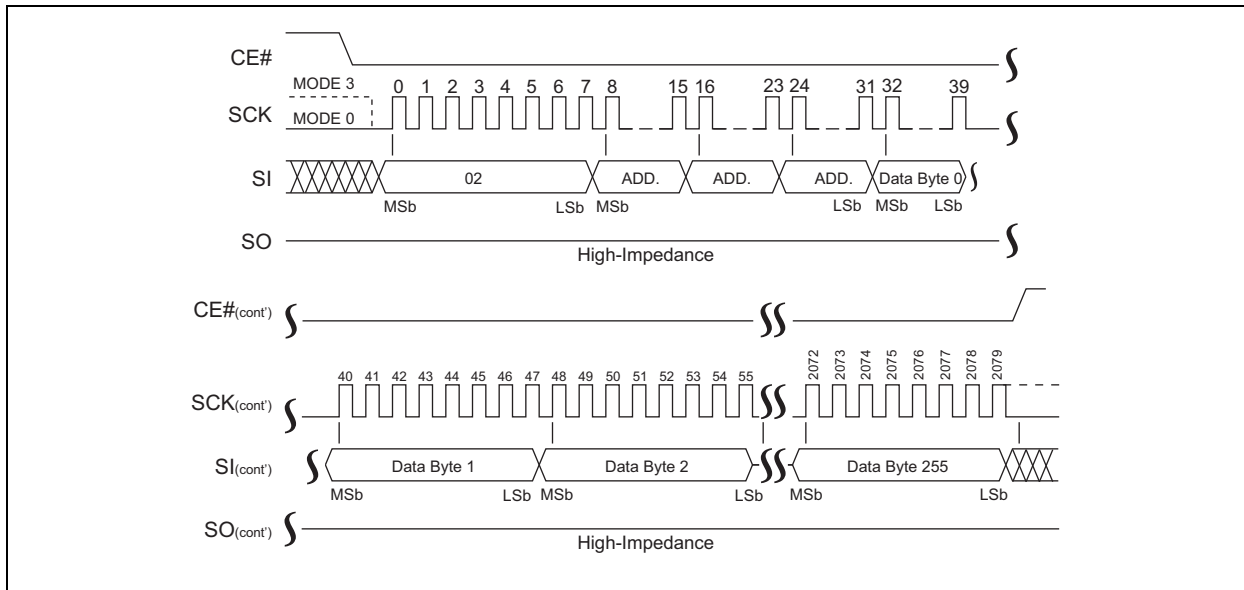 CE#
MODE 3
0 1 2 3 4 5 6 7 8 15 16 23 24 31 32 39
SCK
MODE 0
SI
02 ADD. ADD. ADD. Data Byte 0
MSb LSb MSb LSb MSb LSb
SO
High-Impedance
CE#(cont')
40 41 42 43 44 45 46 47 48 49 50 51 52 53 54 55 2072 2073 2074 2075 2076 2077 2078 2079
SCK(cont')
SI(cont')
Data Byte 1 Data Byte 2 Data Byte 255
MSb LSb MSb LSb MSb LSb
SO(cont')
High-Impedance